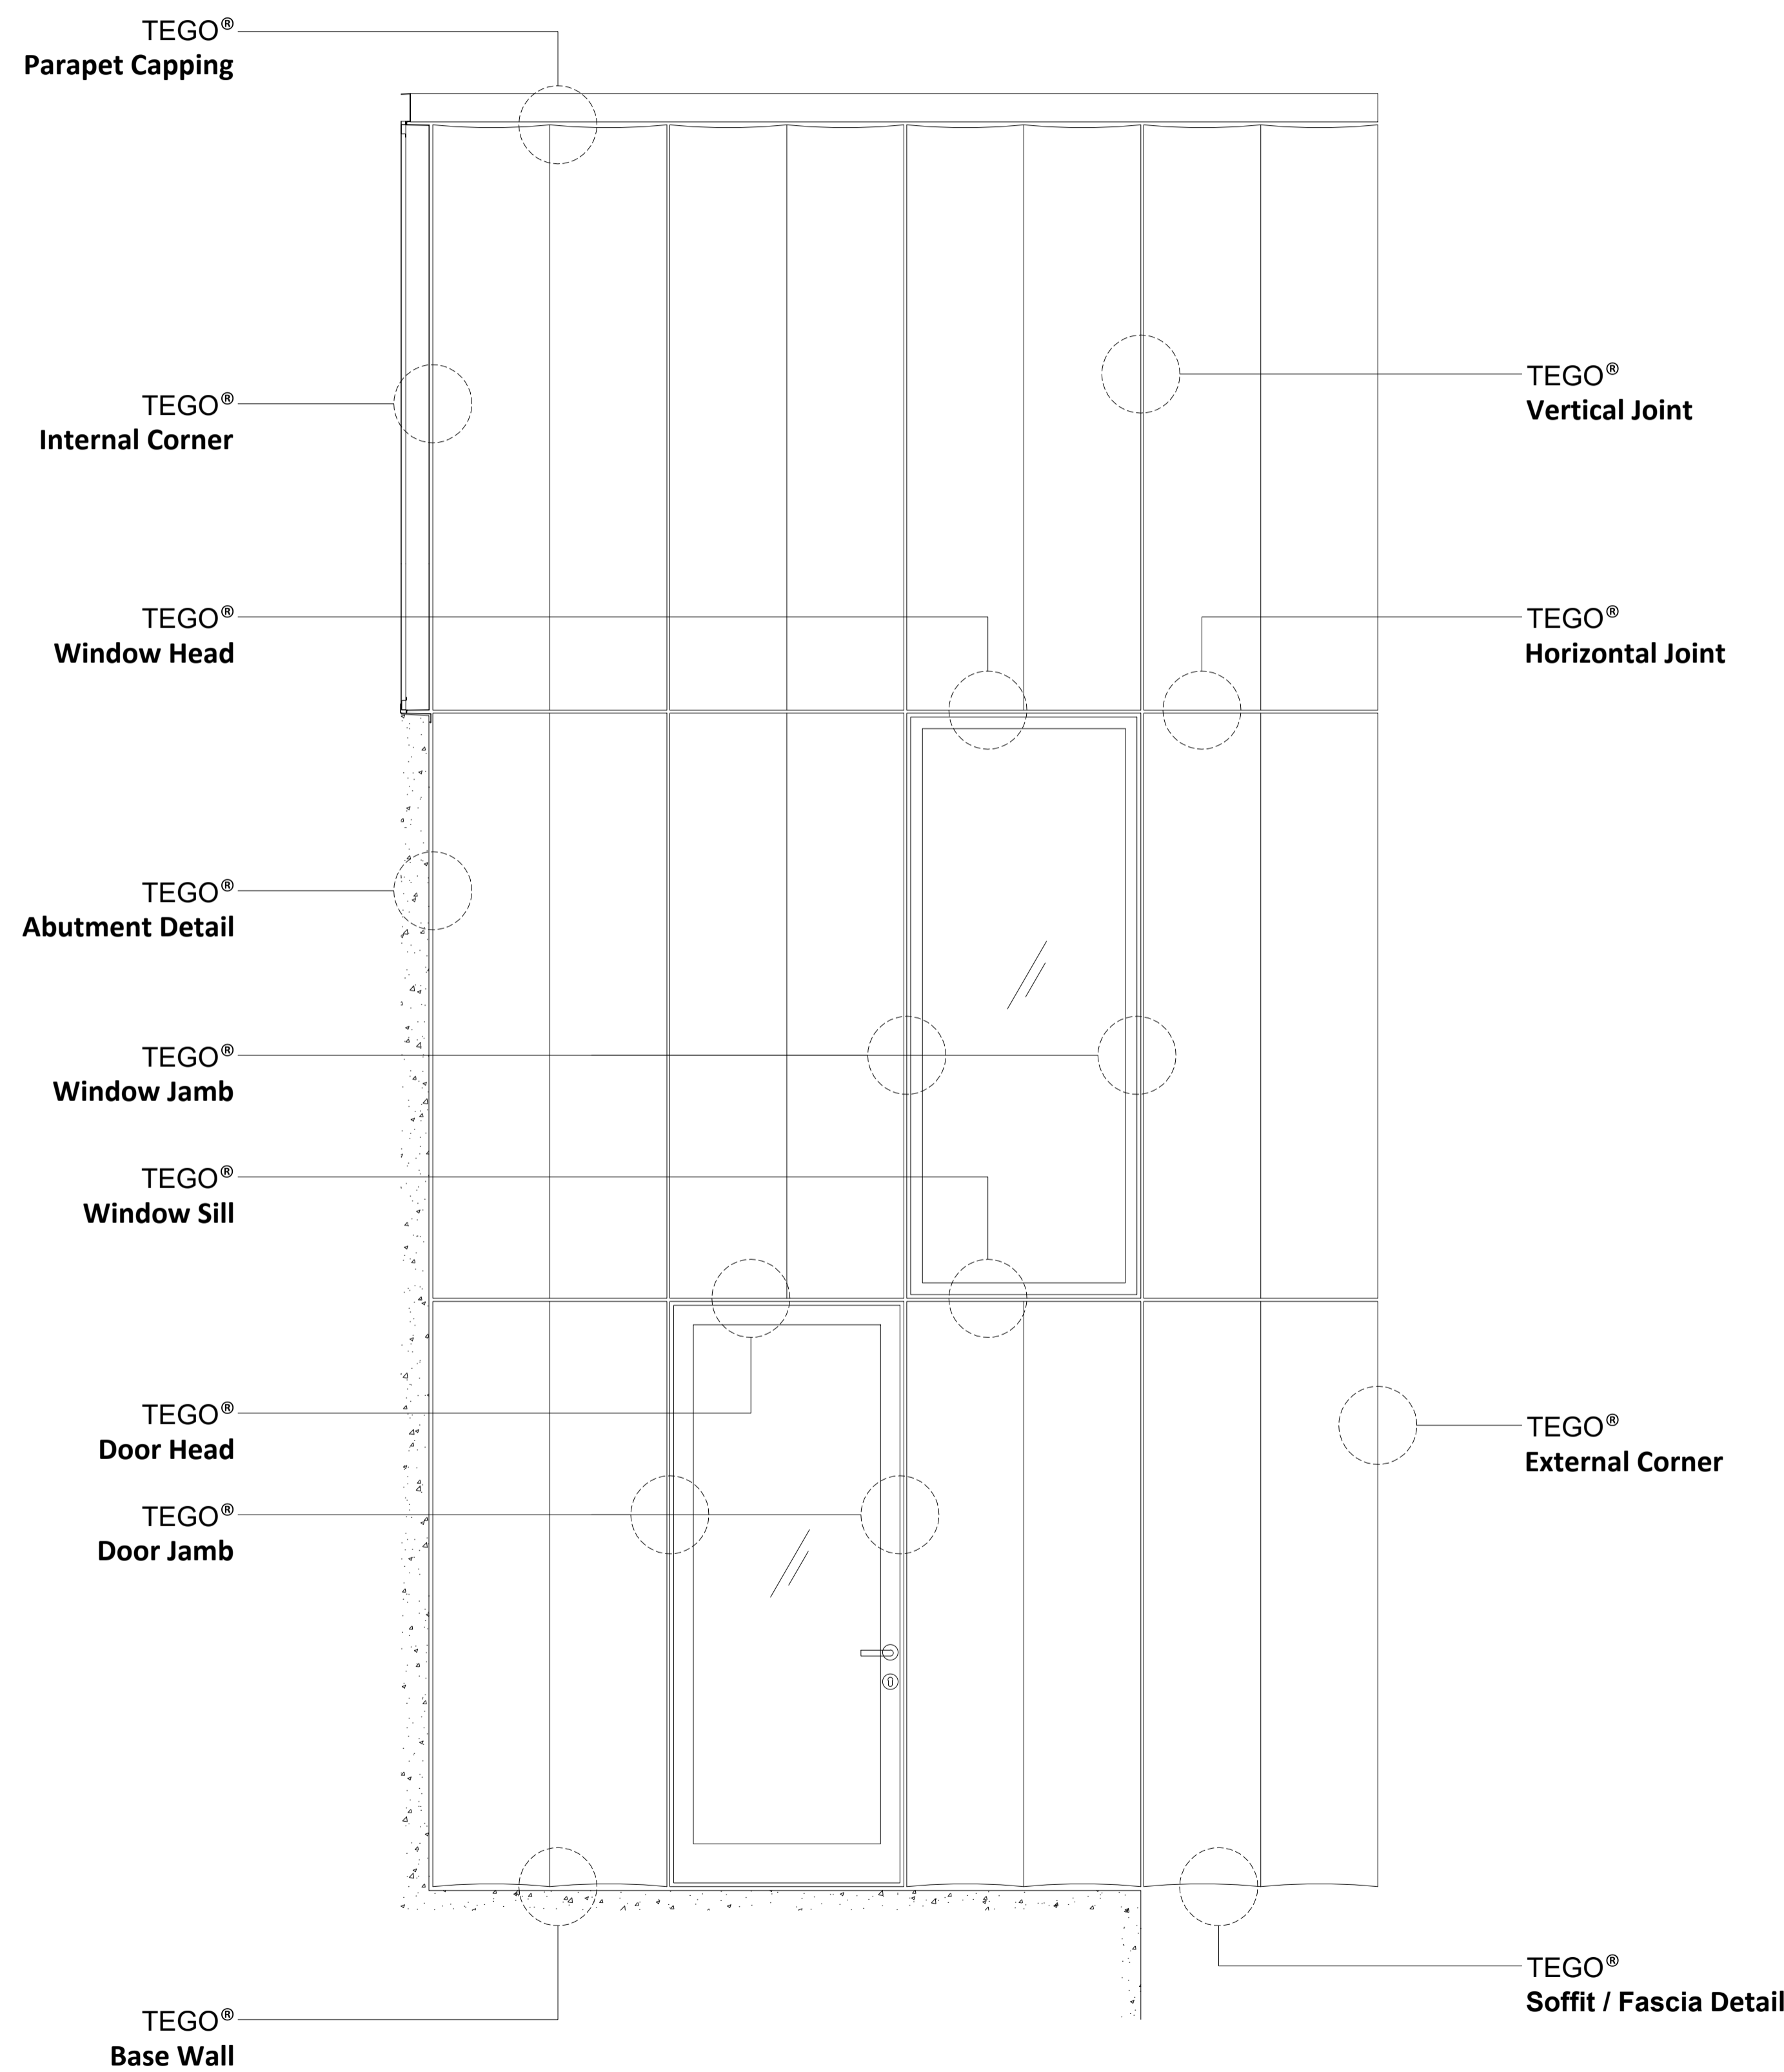 TEGO®
Parapet Capping
TEGO®
Internal Corner
TEGO®
Vertical Joint
TEGO®
Window Head
TEGO®
Horizontal Joint
TEGO®
Abutment Detail
TEGO®
Window Jamb
TEGO®
Window Sill
TEGO®
Door Head
TEGO®
External Corner
TEGO®
Door Jamb
TEGO®
Soffit / Fascia Detail
TEGO®
Base Wall